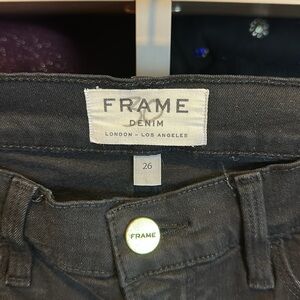 FRAME
DENIM
LONDON - LOS ANGELES
26
FRAME